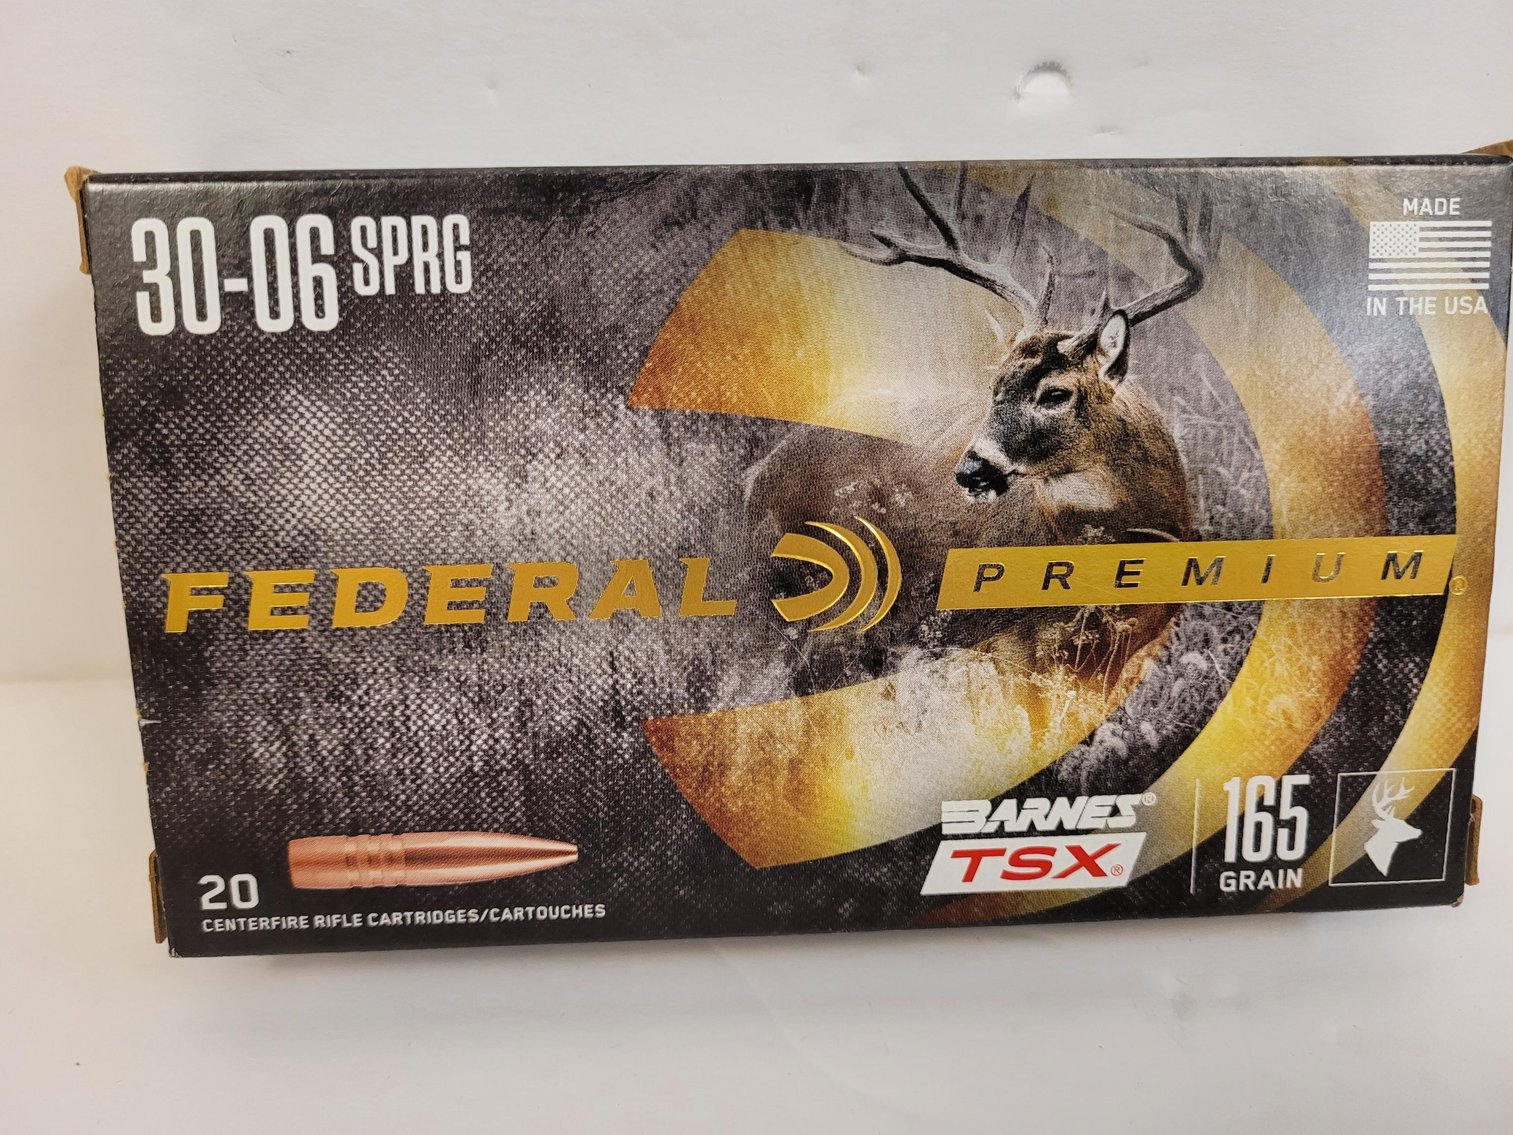 30-06 SPRG
MADE
IN THE USA
FEDERAL PREMIUM®
BARNES®
TSX®
165
GRAIN
20
CENTERFIRE RIFLE CARTRIDGES/CARTOUCHES